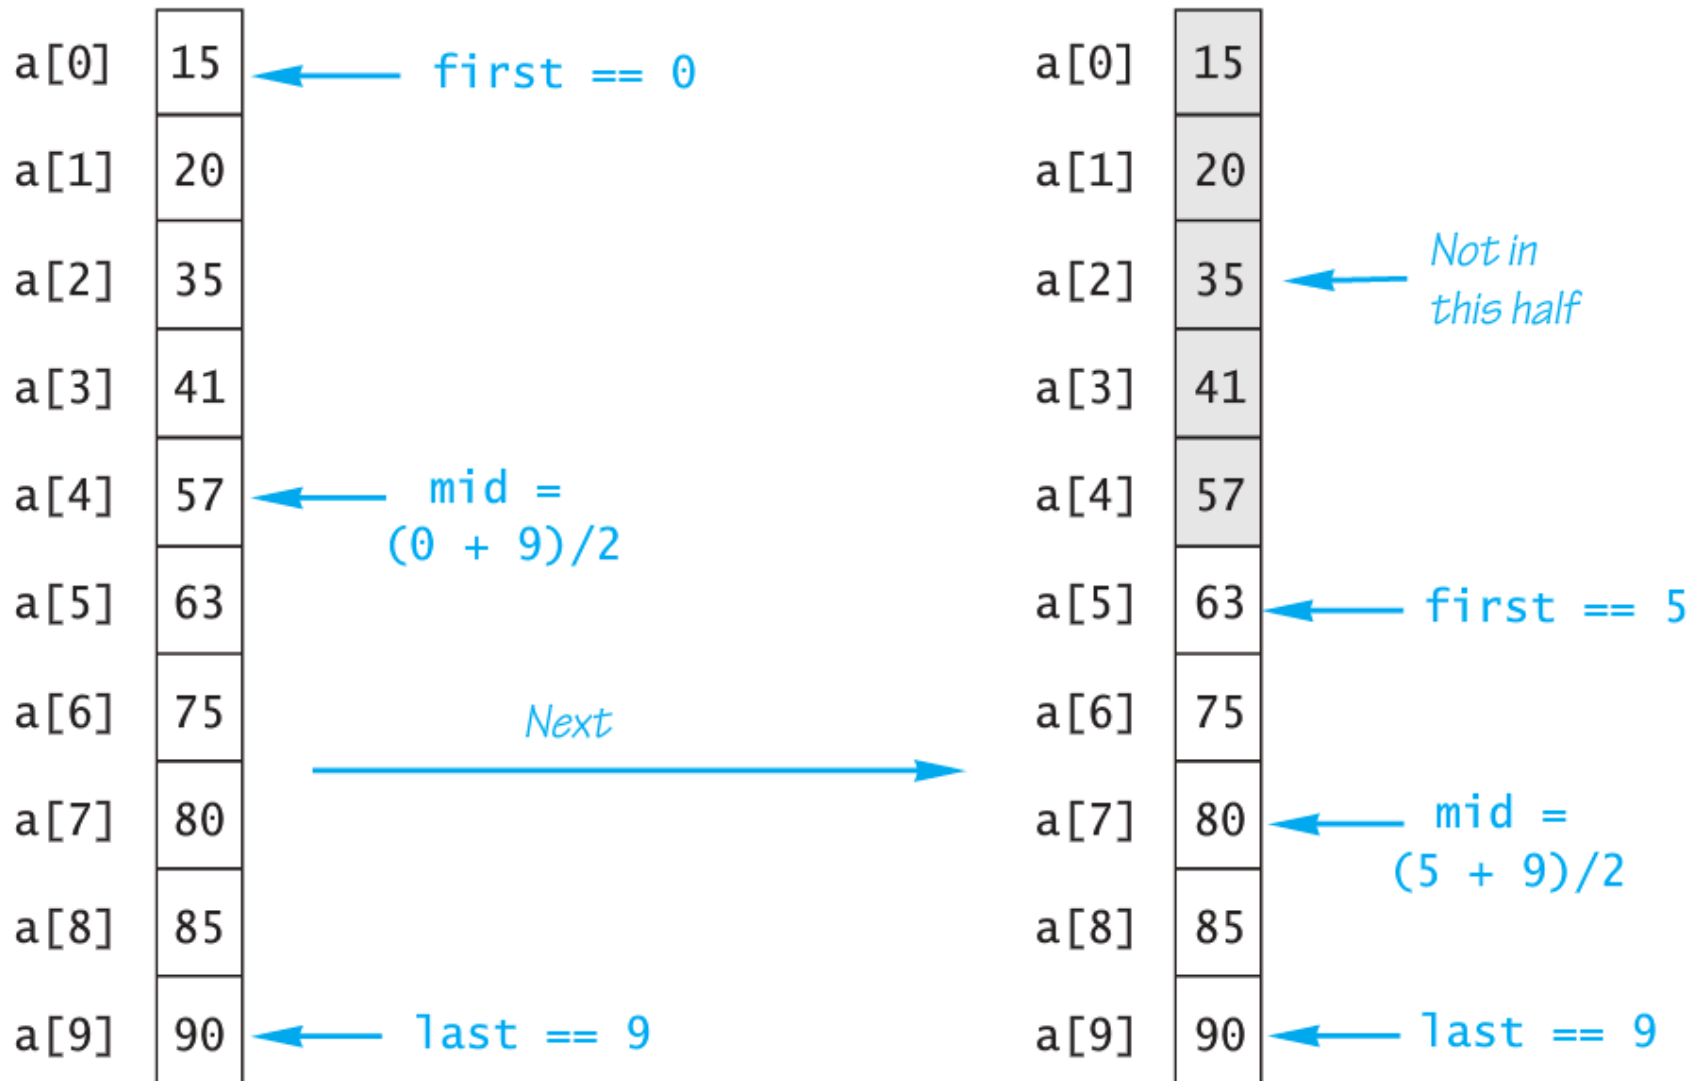 a[0] 15 first == 0
a[1] 20
a[2] 35
a[3] 41
a[4] 57 mid =
(0 + 9)/2
a[5] 63
a[6] 75
a[7] 80
a[8] 85
a[9] 90 last == 9
Next
a[0] 15
a[1] 20
a[2] 35 Not in
this half
a[3] 41
a[4] 57
a[5] 63 first == 5
a[6] 75
a[7] 80 mid =
(5 + 9)/2
a[8] 85
a[9] 90 last == 9